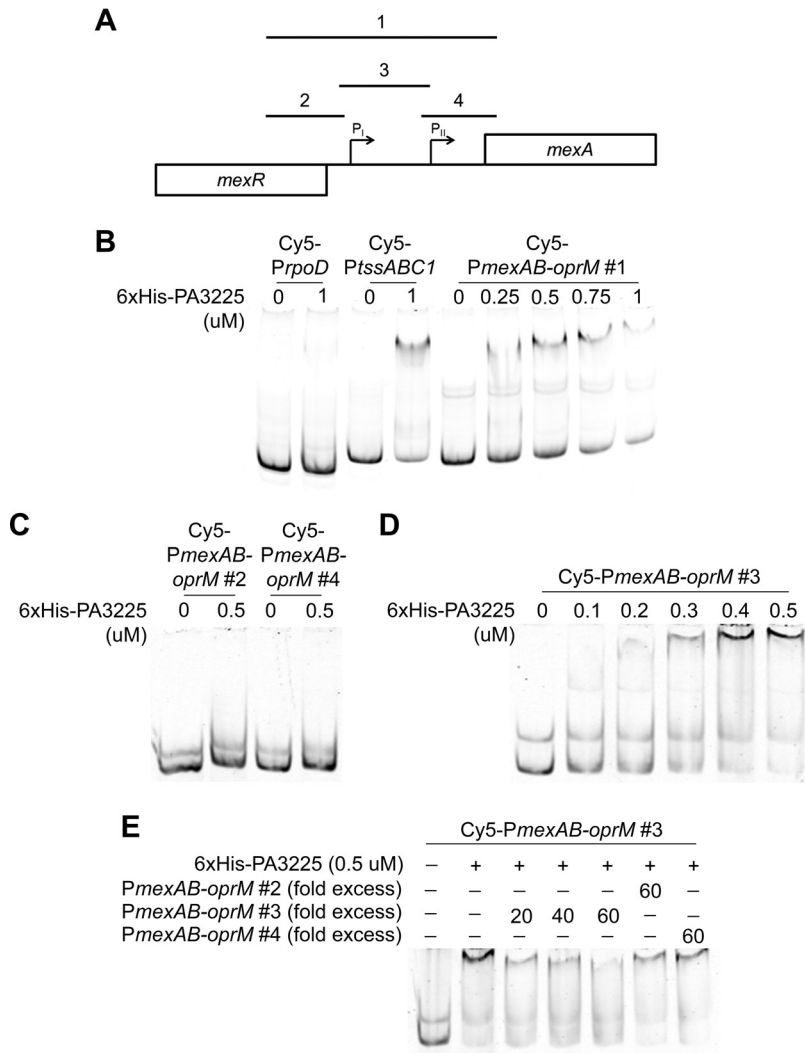 A
1
3
2
4
PI
PII
mexA
mexR
B
Cy5-
PrpoD
Cy5-
PtssABC1
Cy5-
PmexAB-oprM #1
6xHis-PA3225
(uM)
0 1 0 1 0 0.25 0.5 0.75 1
C
Cy5-
PmexAB-
oprM #2
Cy5-
PmexAB-
oprM #4
6xHis-PA3225
(uM)
0 0.5 0 0.5
D
Cy5-PmexAB-oprM #3
6xHis-PA3225
(uM)
0 0.1 0.2 0.3 0.4 0.5
E
Cy5-PmexAB-oprM #3
6xHis-PA3225 (0.5 uM) – + + + + + +
PmexAB-oprM #2 (fold excess) – – – – – 60 –
PmexAB-oprM #3 (fold excess) – – 20 40 60 – –
PmexAB-oprM #4 (fold excess) – – – – – – 60